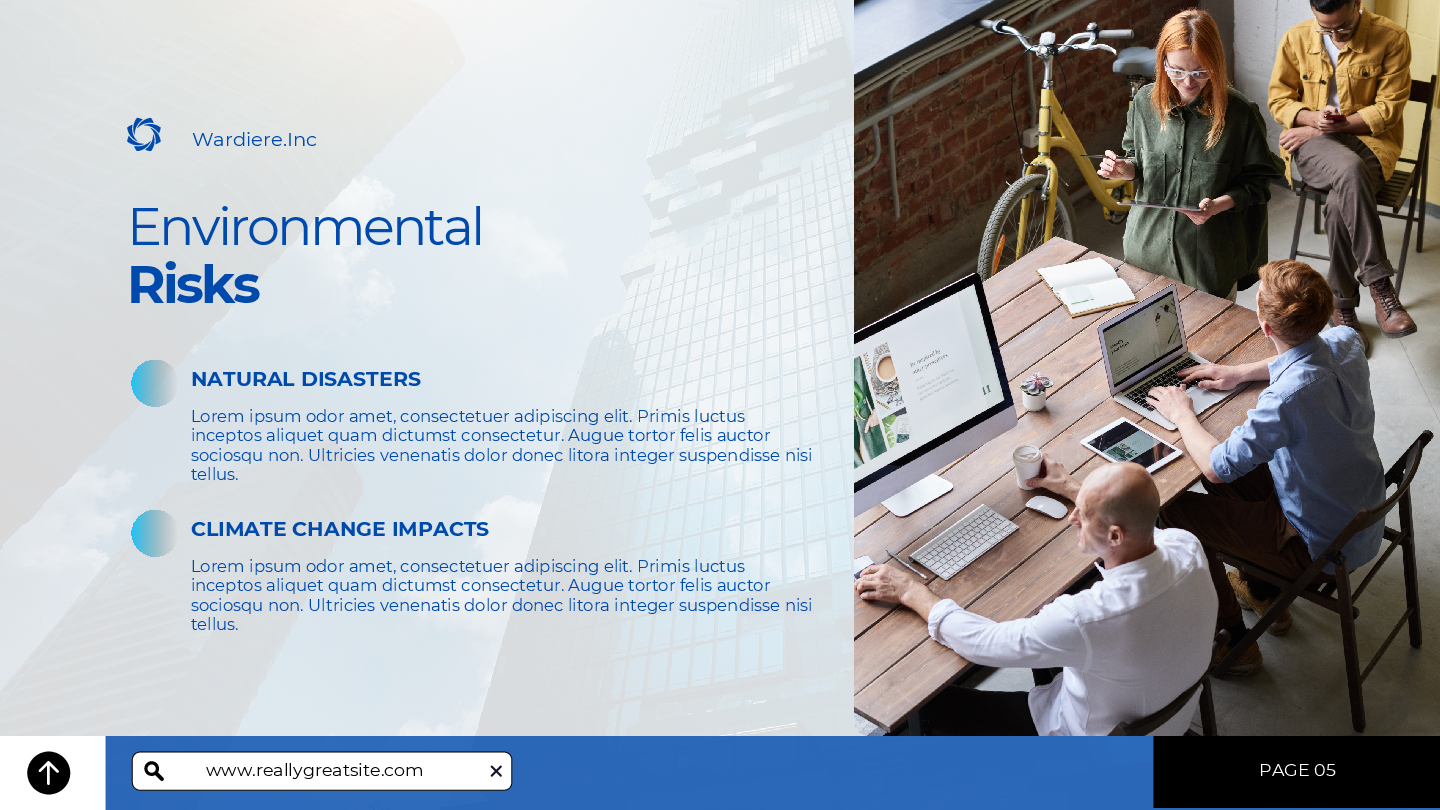 Wardiere.Inc
Environmental
Risks
NATURAL DISASTERS
Lorem ipsum odor amet, consectetuer adipiscing elit. Primis luctus
inceptos aliquet quam dictumst consectetur. Augue tortor felis auctor
sociosqu non. Ultricies venenatis dolor donec litora integer suspendisse nisi
tellus.
CLIMATE CHANGE IMPACTS
Lorem ipsum odor amet, consectetuer adipiscing elit. Primis luctus
inceptos aliquet quam dictumst consectetur. Augue tortor felis auctor
sociosqu non. Ultricies venenatis dolor donec litora integer suspendisse nisi
tellus.
www.reallygreatsite.com
PAGE 05